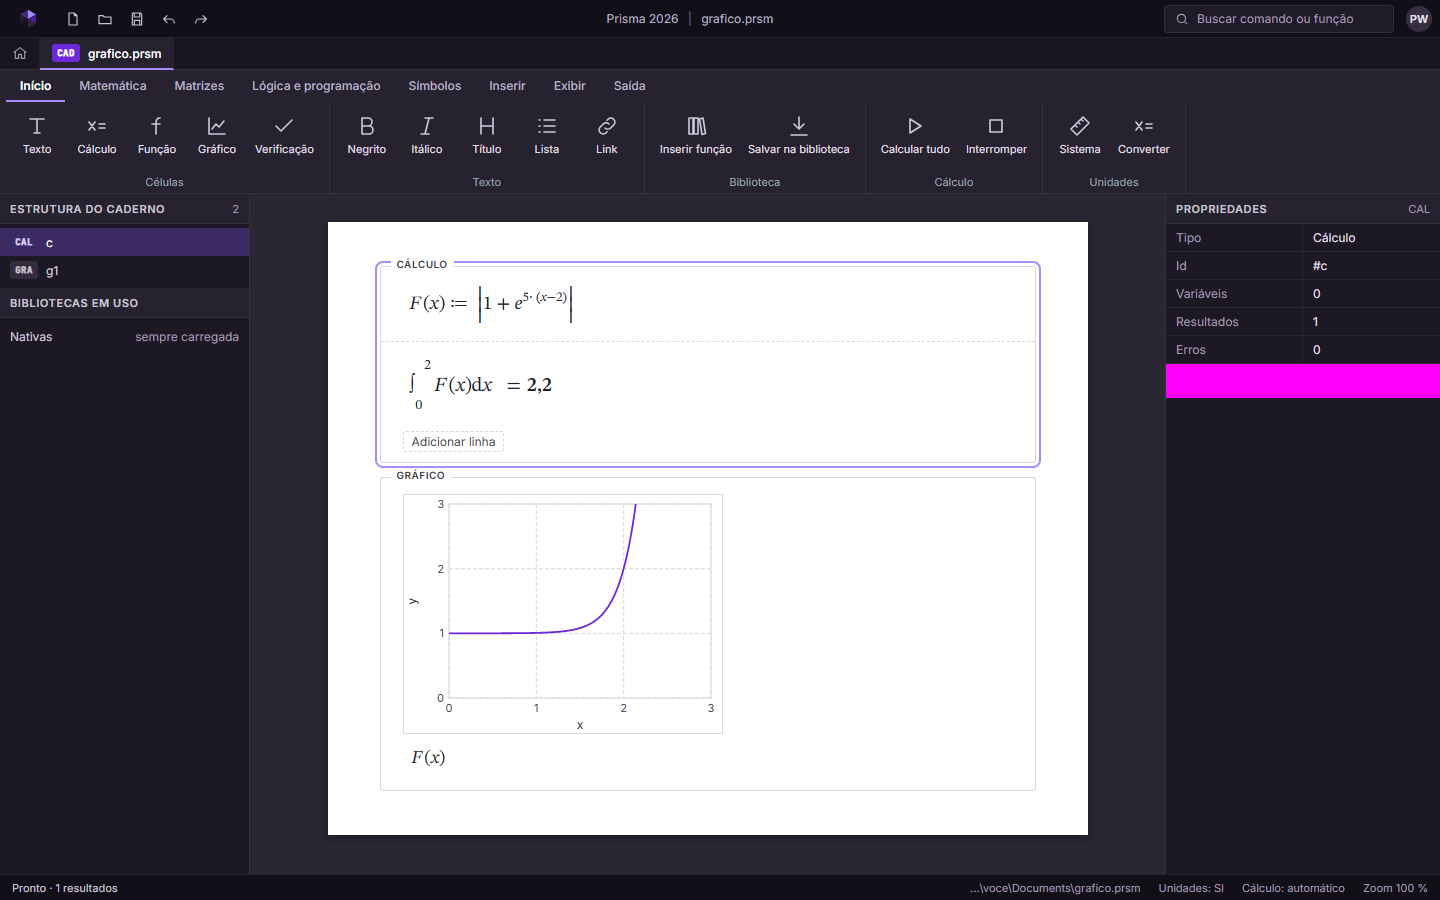 Prisma 2026 | grafico.prsm
Buscar comando ou função
PW
CAD grafico.prsm
Início Matemática Matrizes Lógica e programação Símbolos Inserir Exibir Saída
Texto Cálculo Função Gráfico Verificação Negrito Itálico Título Lista Link Inserir função Salvar na biblioteca Calcular tudo Interromper Sistema Converter
Células Texto Biblioteca Cálculo Unidades
ESTRUTURA DO CADERNO 2
CAL c
GRA g1
BIBLIOTECAS EM USO
Nativas sempre carregada
CÁLCULO
F(x) := |1 + e^5·(x−2)|
∫ 0 2 F(x)dx = 2,2
Adicionar linha
GRÁFICO
3
2
y
1
0
0 1 2 3
x
F(x)
PROPRIEDADES CAL
Tipo Cálculo
Id #c
Variáveis 0
Resultados 1
Erros 0
Pronto · 1 resultados
...\voce\Documents\grafico.prsm Unidades: SI Cálculo: automático Zoom 100 %